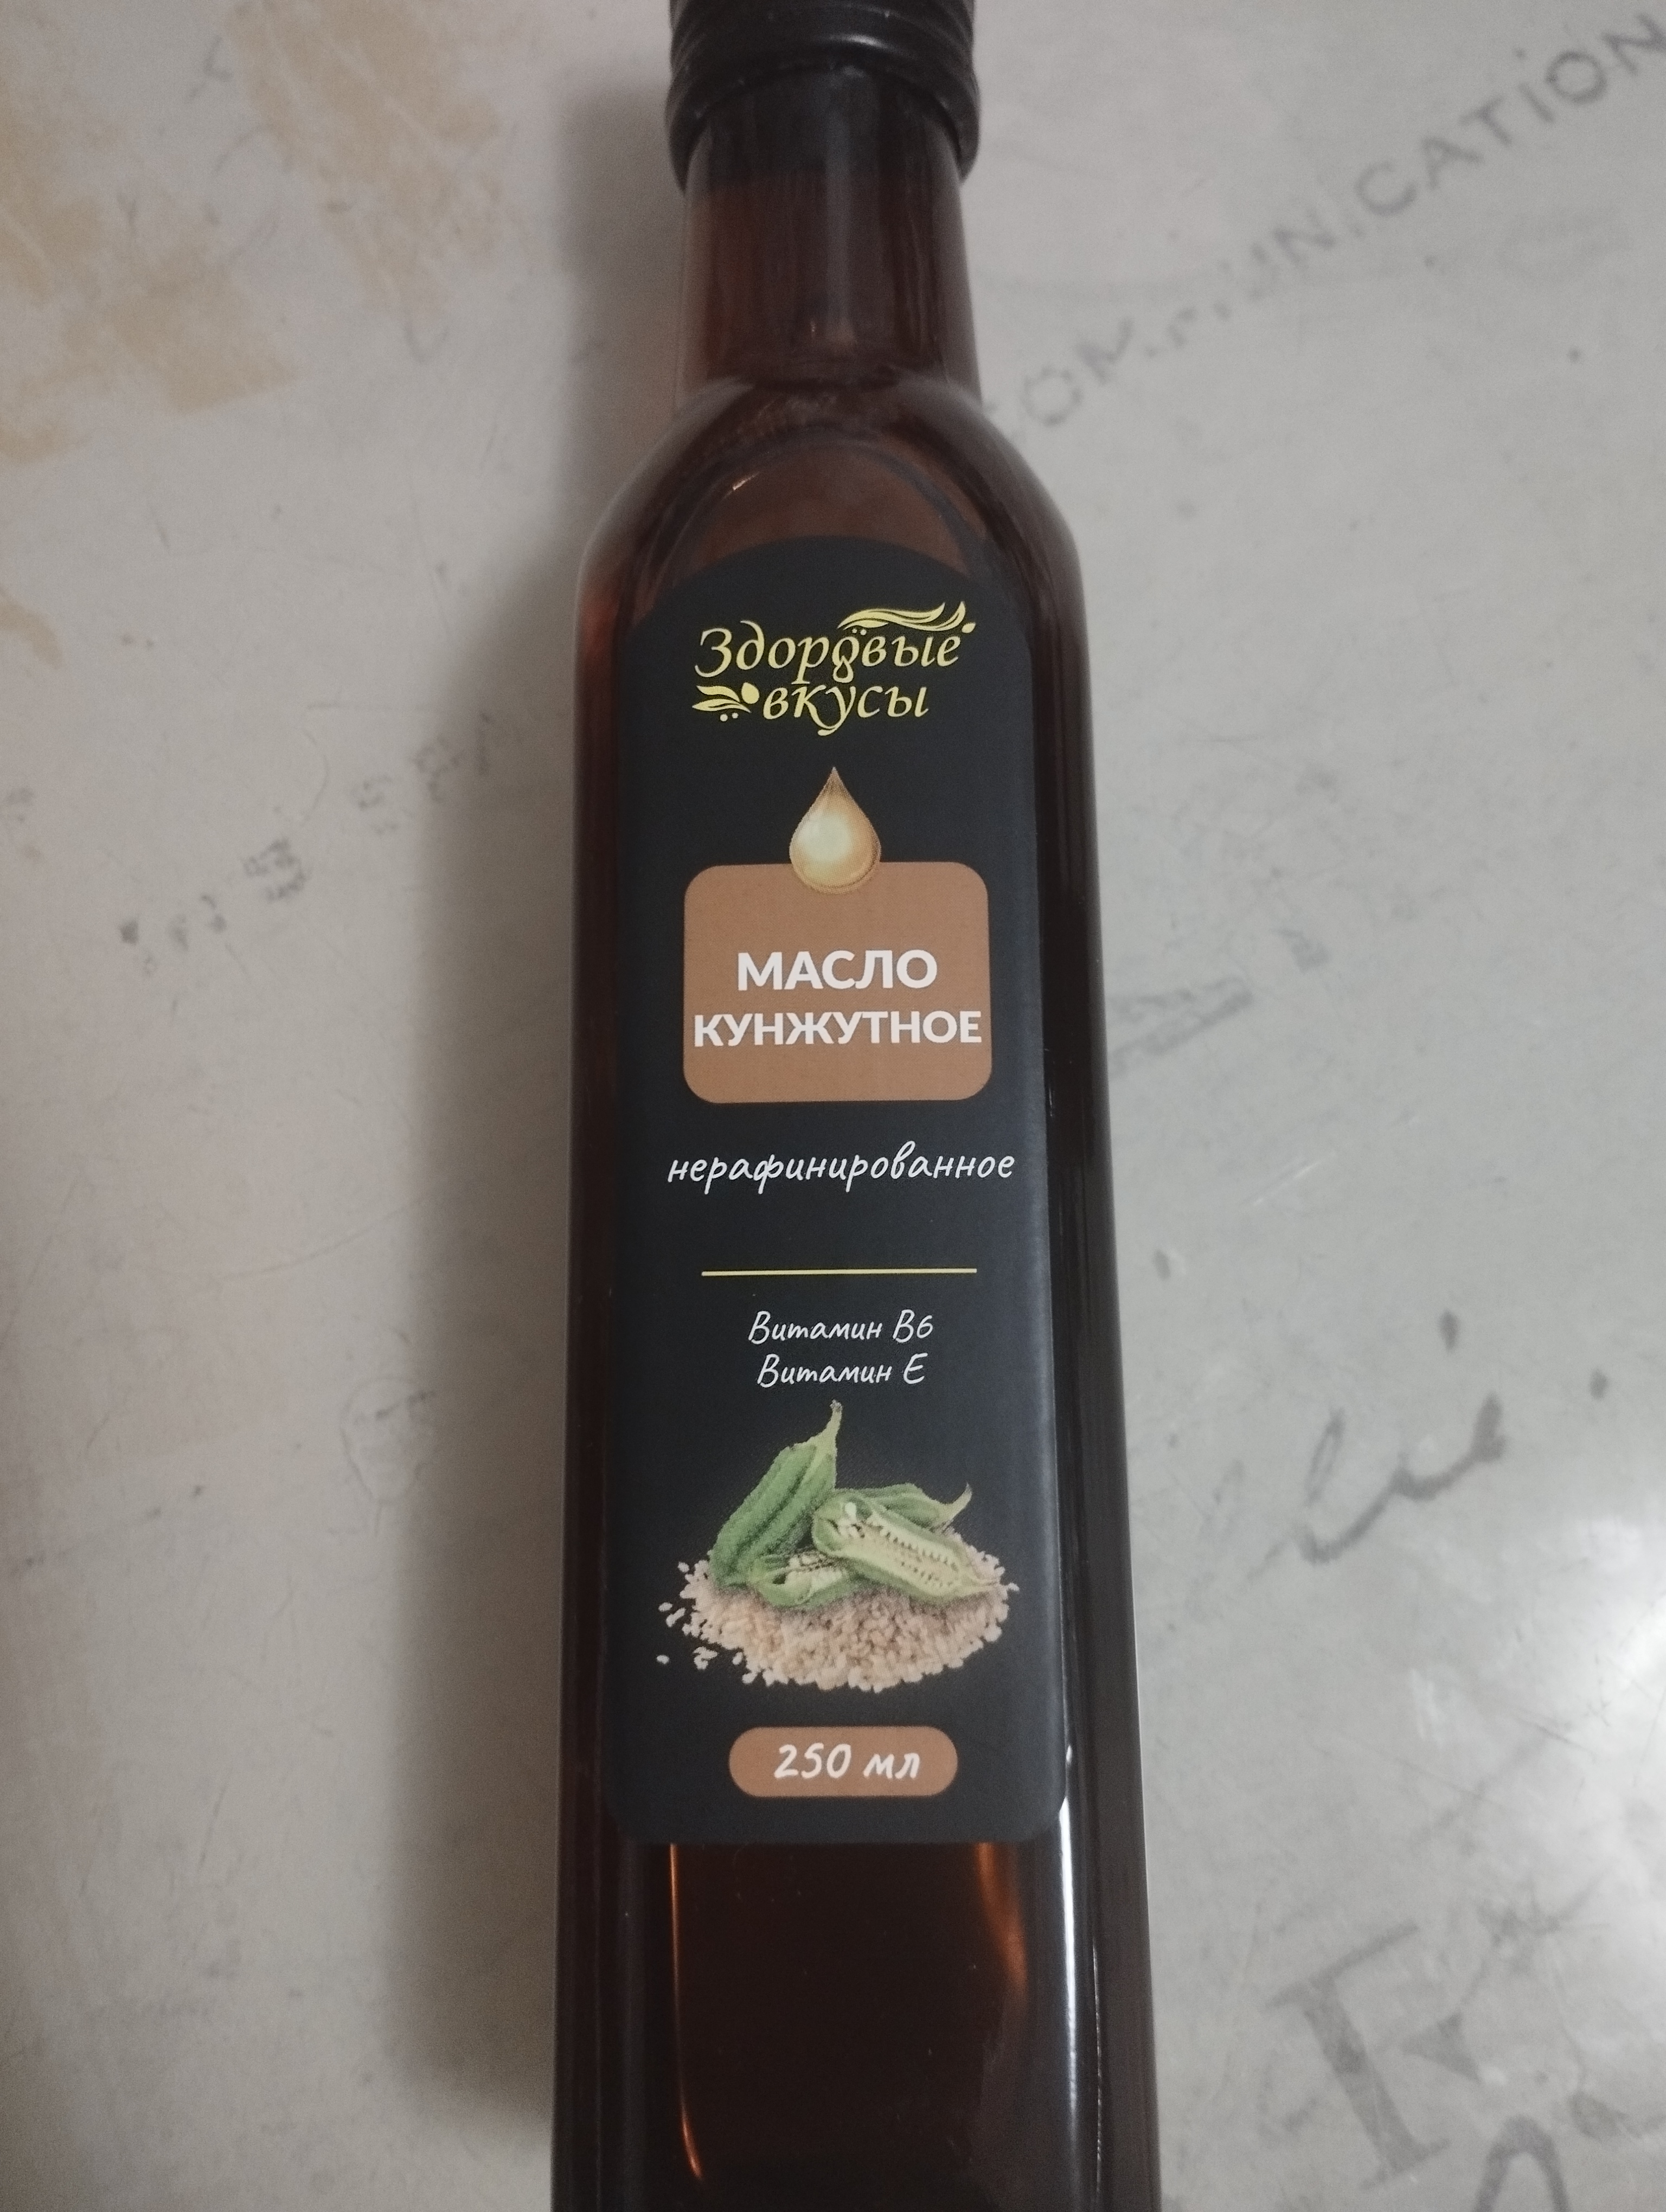 Здоровые
вкусы
МАСЛО
КУНЖУТНОЕ
нерафинированное
Витамин В6
Витамин Е
250 мл